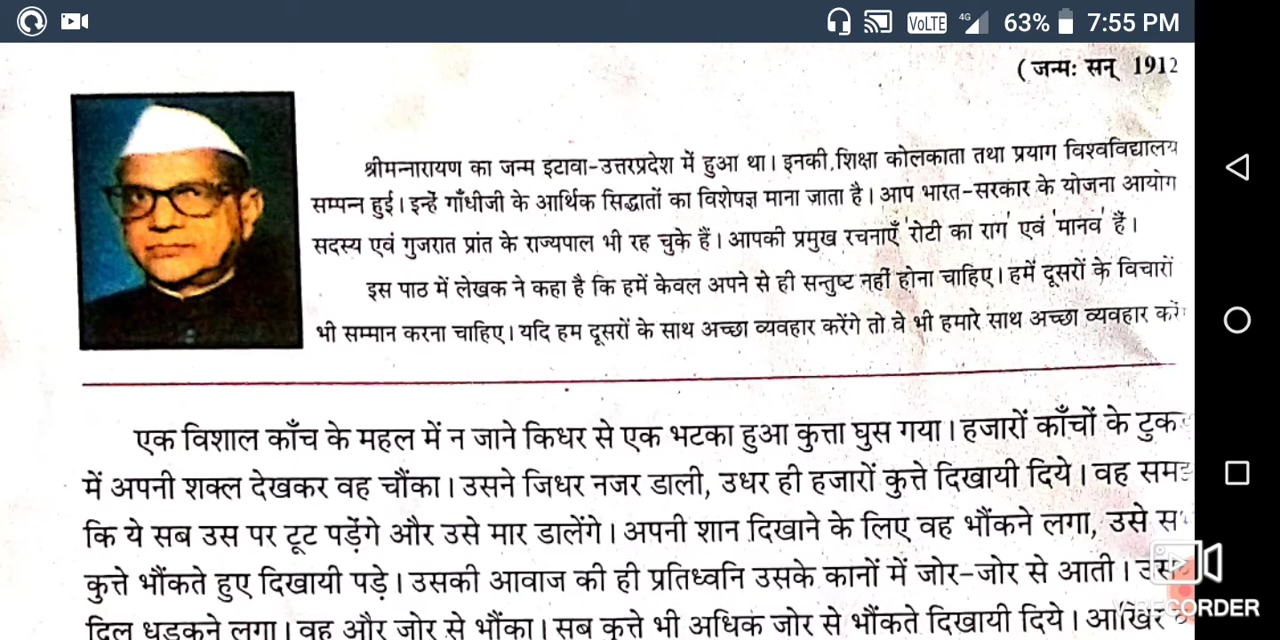 VoLTE 4G 63% 7:55 PM
(जन्मः सन् 1912
श्रीमन्नारायण का जन्म इटावा-उत्तरप्रदेश में हुआ था। इनकी शिक्षा कोलकाता तथा प्रयाग विश्वविद्यालय
सम्पन्न हुई। इन्हें गाँधीजी के आर्थिक सिद्धातों का विशेषज्ञ माना जाता है। आप भारत-सरकार के योजना आयोग
सदस्य एवं गुजरात प्रांत के राज्यपाल भी रह चुके हैं। आपकी प्रमुख रचनाएँ 'रोटी का राग' एवं 'मानव' हैं।
इस पाठ में लेखक ने कहा है कि हमें केवल अपने से ही सन्तुष्ट नहीं होना चाहिए। हमें दूसरों के विचारों
भी सम्मान करना चाहिए। यदि हम दूसरों के साथ अच्छा व्यवहार करेंगे तो वे भी हमारे साथ अच्छा व्यवहार
एक विशाल काँच के महल में न जाने किधर से एक भटका हुआ कुत्ता घुस गया। हजारों काँचों के
में अपनी शक्ल देखकर वह चौंका। उसने जिधर नजर डाली, उधर ही हजारों कुत्ते दिखायी दिये। वह
कि ये सब उस पर टूट पड़ेंगे और उसे मार डालेंगे। अपनी शान दिखाने के लिए वह भौंकने लगा, उसे
कुत्ते भौंकते हुए दिखायी पड़े। उसकी आवाज की ही प्रतिध्वनि उसके कानों में जोर-जोर से आती।
दिल धड़कने लगा। वह और जोर से भौंका। सब कुत्ते भी अधिक जोर से भौंकते दिखायी दिये। आखिर
RECORDER